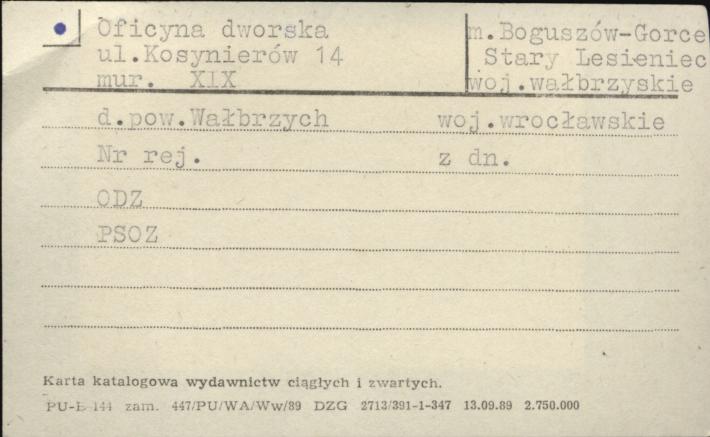 Oficyna dworska
ul.Kosynierów 14
mur. XIX
m.Boguszów-Gorce
Stary Lesieniec
woj.wałbrzyskie
d.pow.Wałbrzych woj.wrocławskie
Nr rej. z dn.
ODZ
PSOZ
Karta katalogowa wydawnictw ciągłych i zwartych.
PU-B-144 zam. 447/PU/WA/Ww/89 DZG 2713/391-1-347 13.09.89 2.750.000